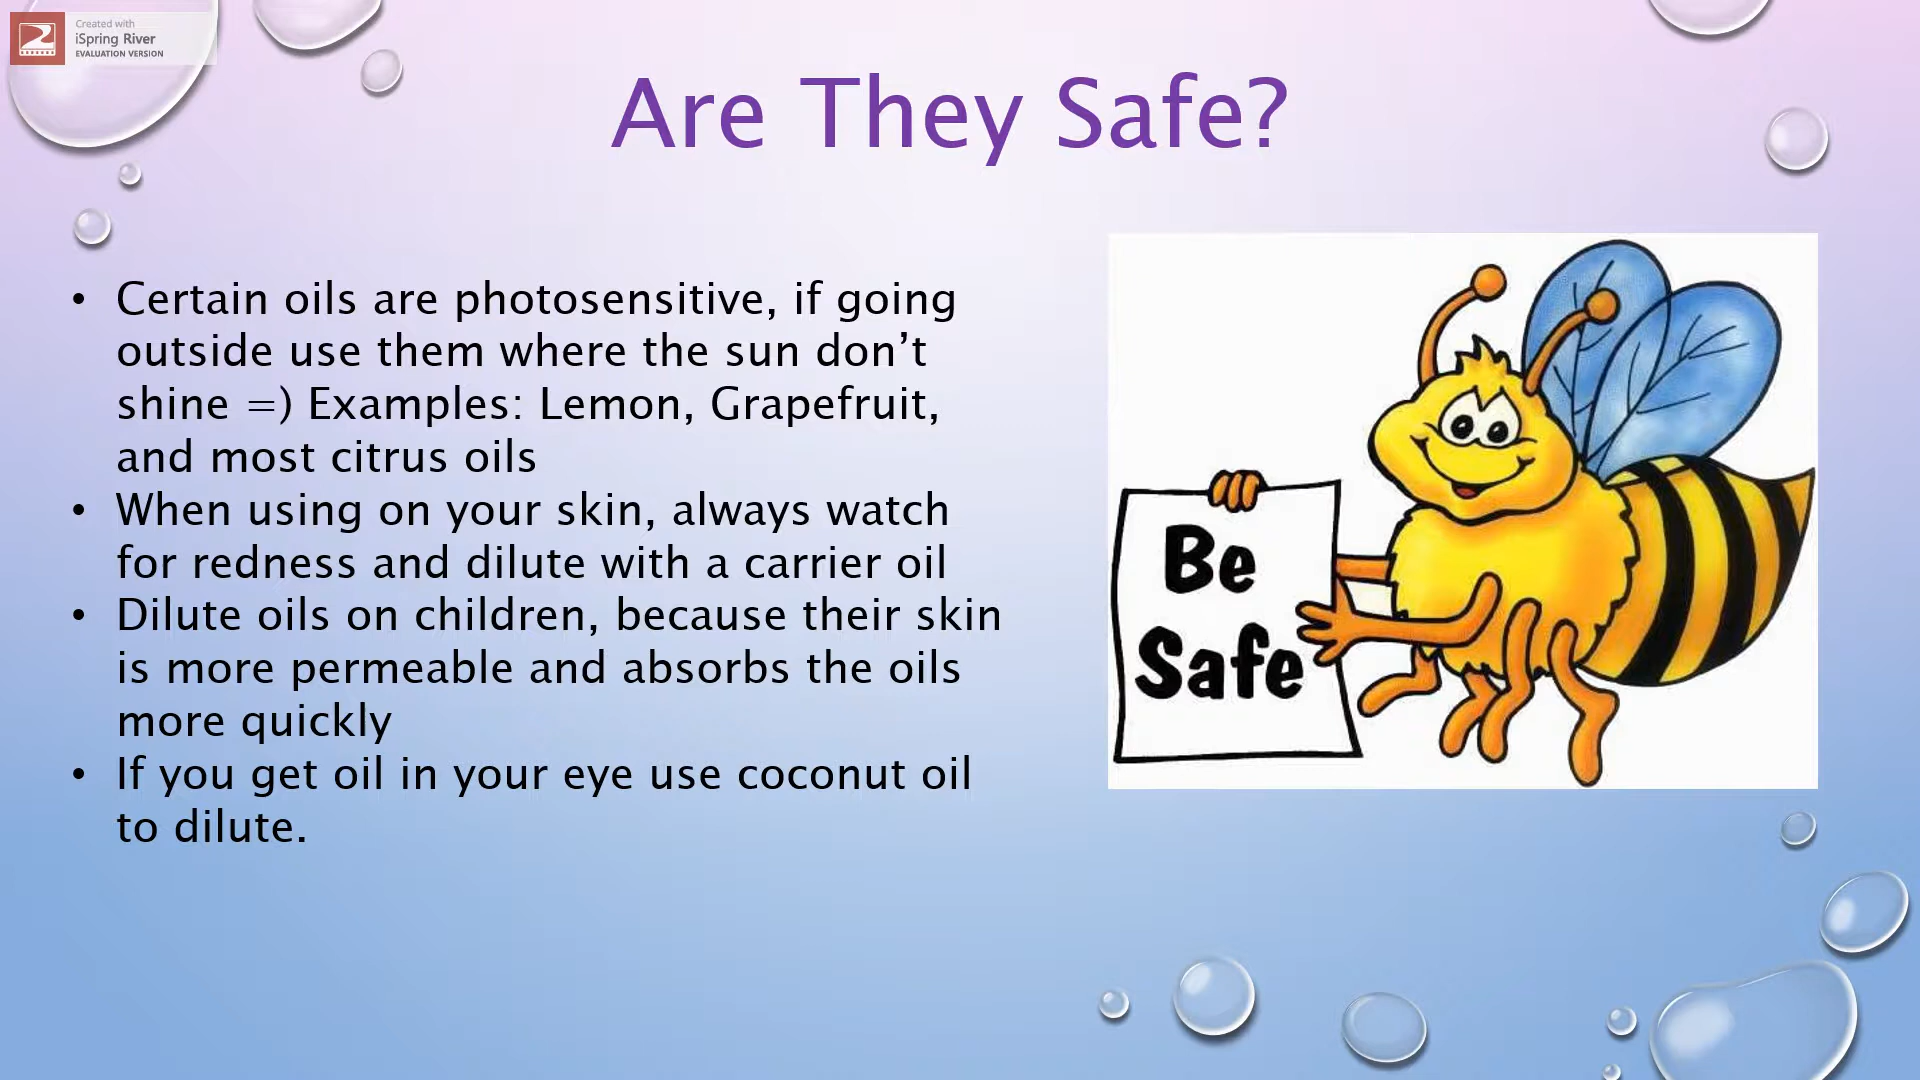 Created with
iSpring River
EVALUATION VERSION
Are They Safe?
• Certain oils are photosensitive, if going
outside use them where the sun don’t
shine =) Examples: Lemon, Grapefruit,
and most citrus oils
• When using on your skin, always watch
for redness and dilute with a carrier oil
• Dilute oils on children, because their skin
is more permeable and absorbs the oils
more quickly
• If you get oil in your eye use coconut oil
to dilute.
Be
Safe